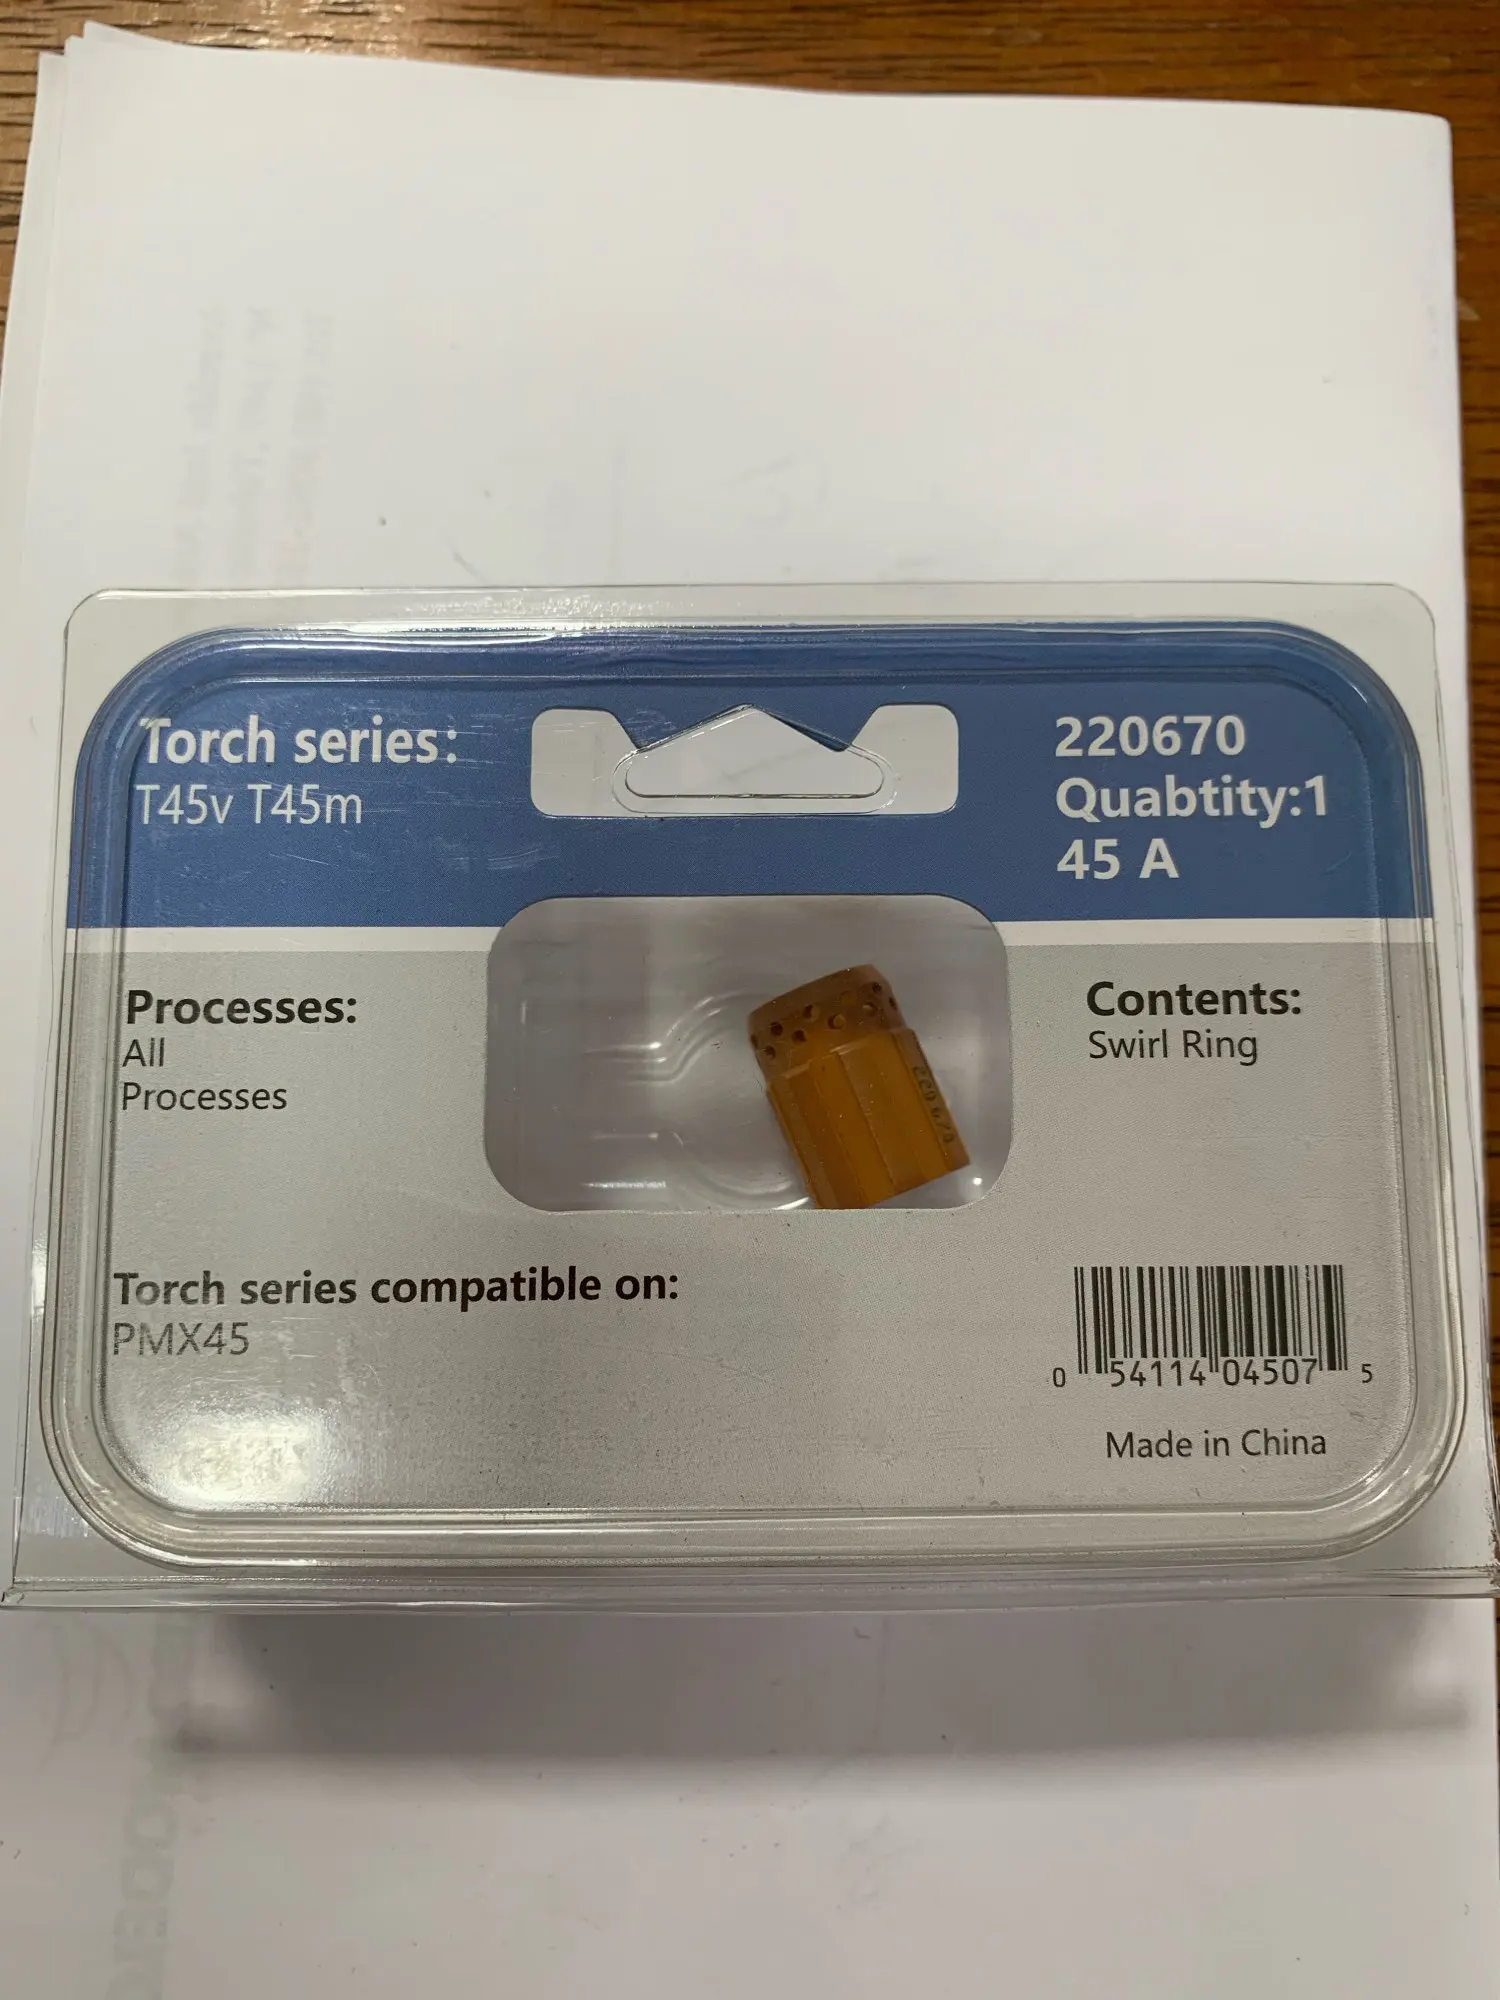 Torch series:
T45v T45m
220670
Quabtity:1
45 A
Processes:
All
Processes
Contents:
Swirl Ring
220670
Torch series compatible on:
PMX45
0 54114 04507 5
Made in China